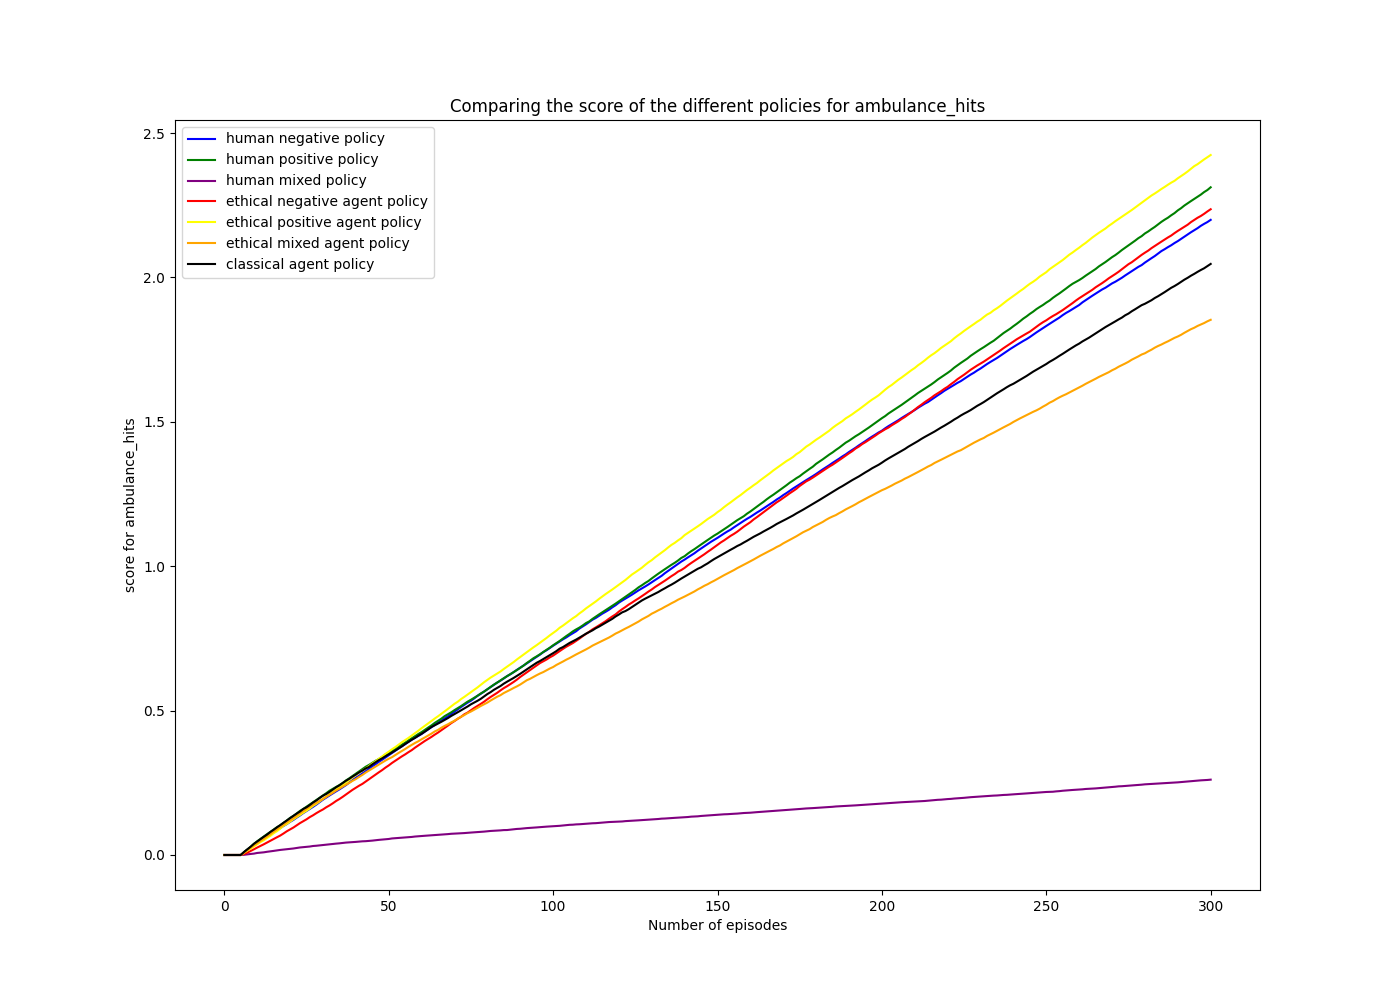 Comparing the score of the different policies for ambulance_hits
2.5
2.0
1.5
1.0
0.5
0.0
score for ambulance_hits
human negative policy
human positive policy
human mixed policy
ethical negative agent policy
ethical positive agent policy
ethical mixed agent policy
classical agent policy
0 50 100 150 200 250 300
Number of episodes